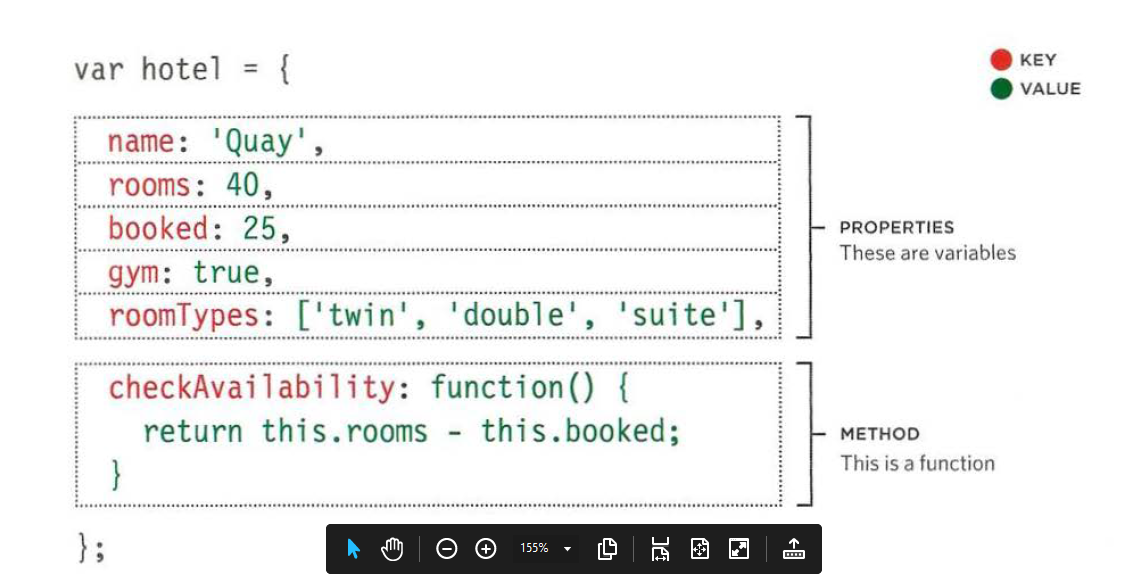 var hotel = {
KEY
VALUE
name: 'Quay',
rooms: 40,
booked: 25,
gym: true,
roomTypes: ['twin', 'double', 'suite'],
PROPERTIES
These are variables
checkAvailability: function() {
return this.rooms - this.booked;
}
METHOD
This is a function
};
155%